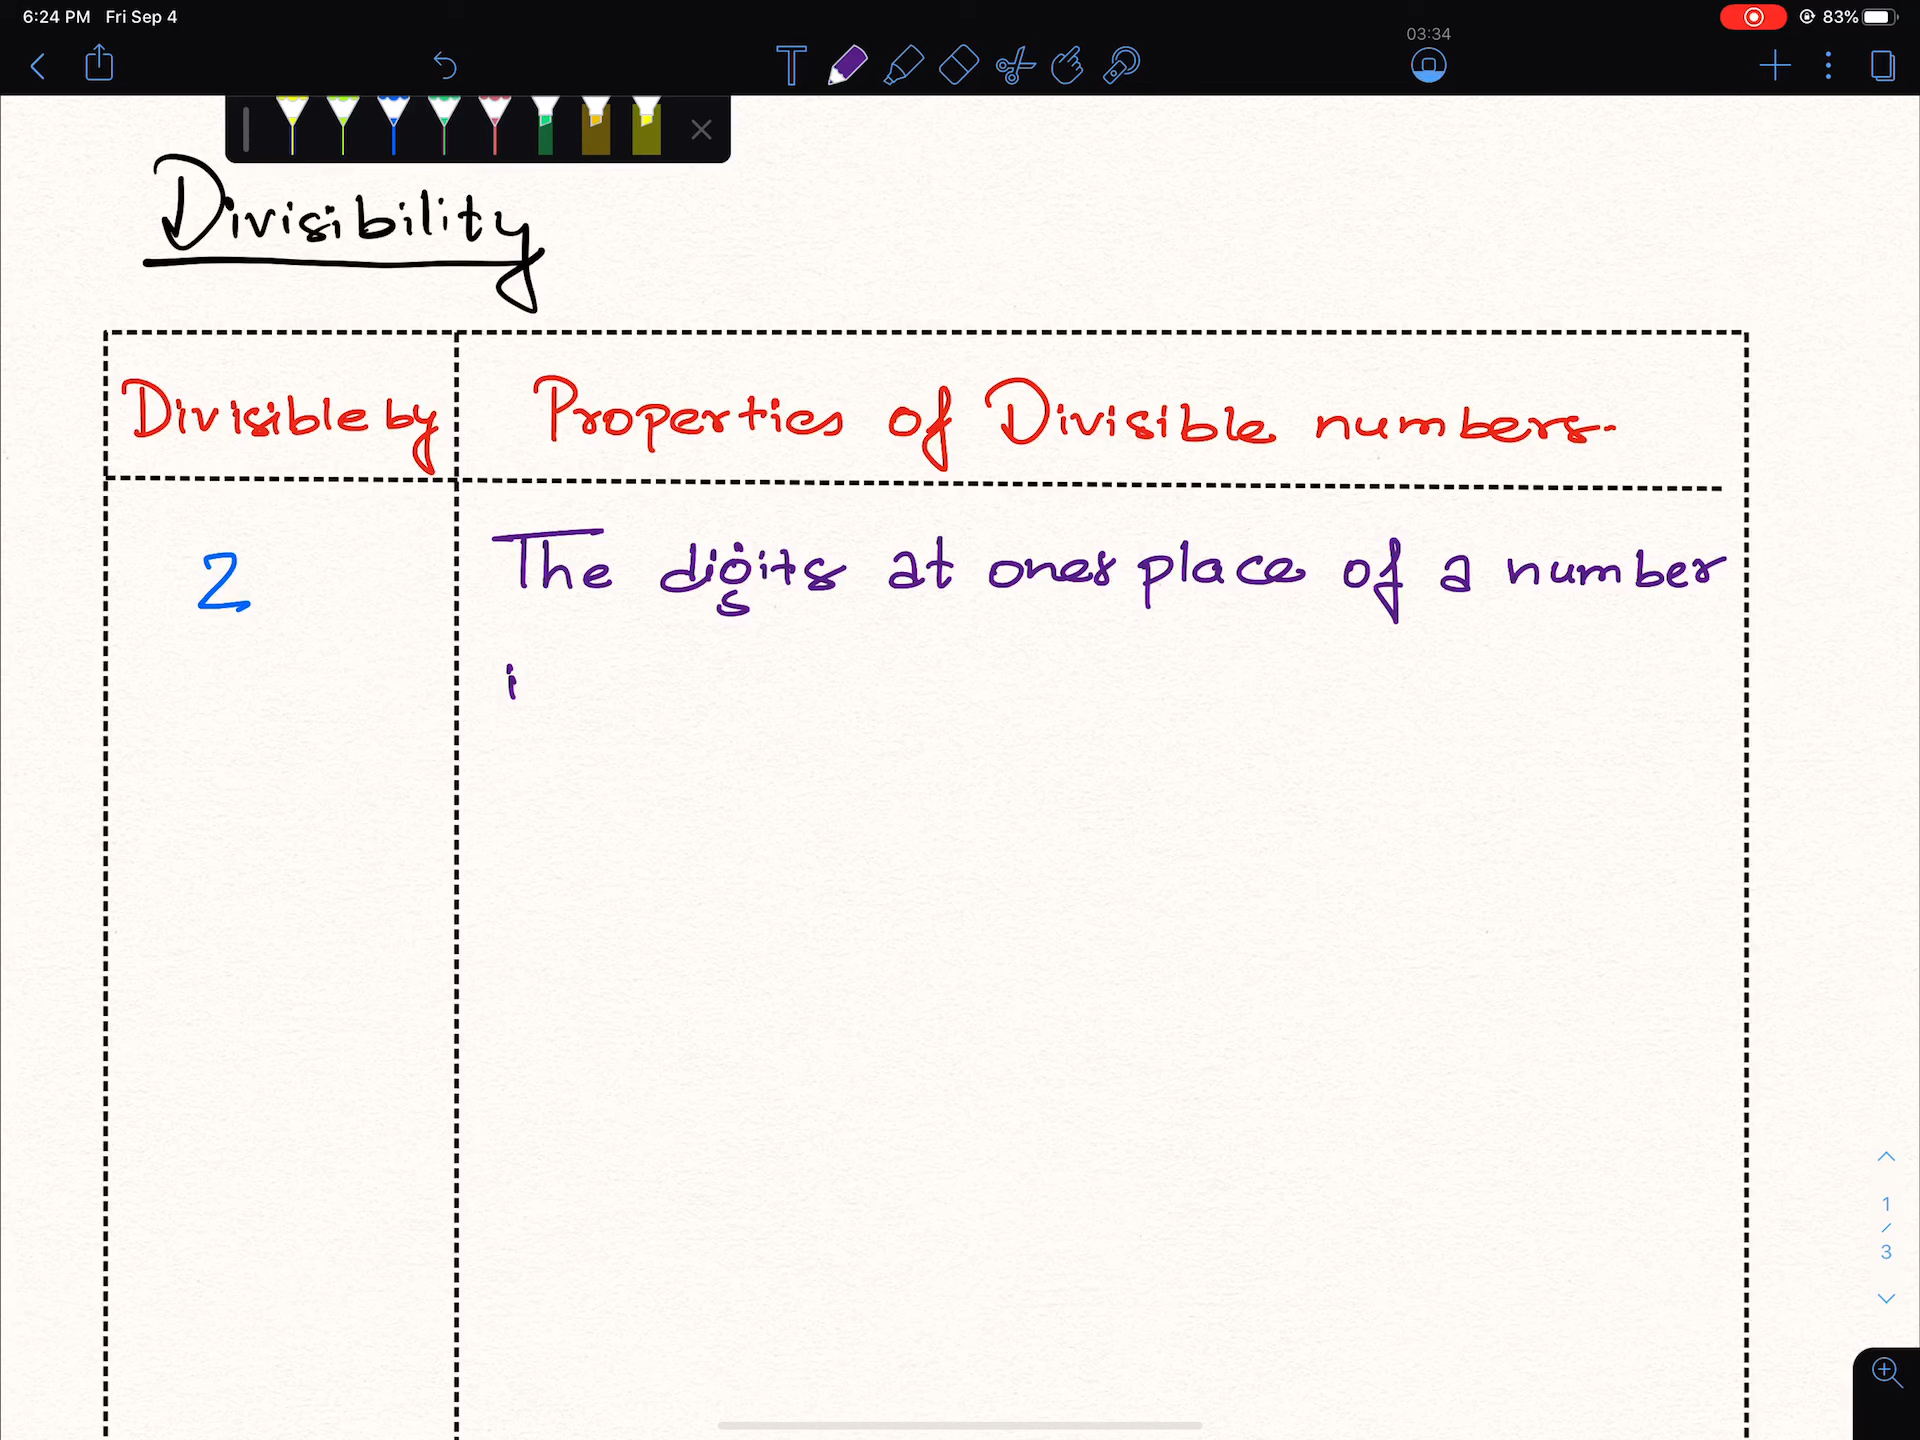 6:24 PM Fri Sep 4
83%
03:34
Divisibility
Divisible by
Properties of Divisible numbers.
2
The digits at ones place of a number
i
1
/
3